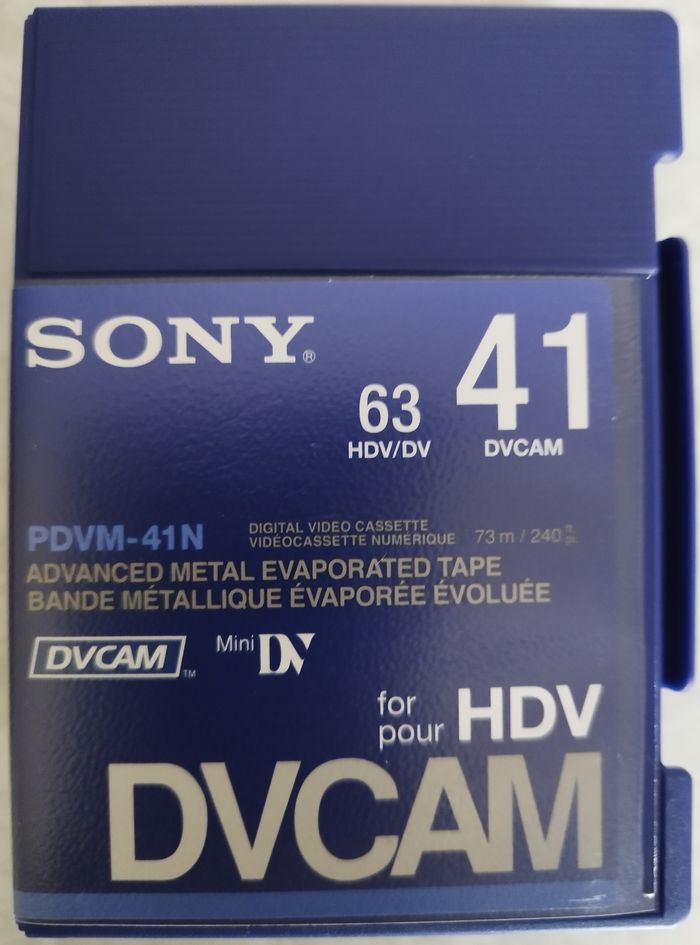 SONY®
63 41
HDV/DV DVCAM
PDVM-41N
DIGITAL VIDEO CASSETTE
VIDÉOCASSETTE NUMÉRIQUE 73 m / 240
ADVANCED METAL EVAPORATED TAPE
BANDE MÉTALLIQUE ÉVAPORÉE ÉVOLUÉE
DVCAM™ Mini DV
for
pour HDV
DVCAM